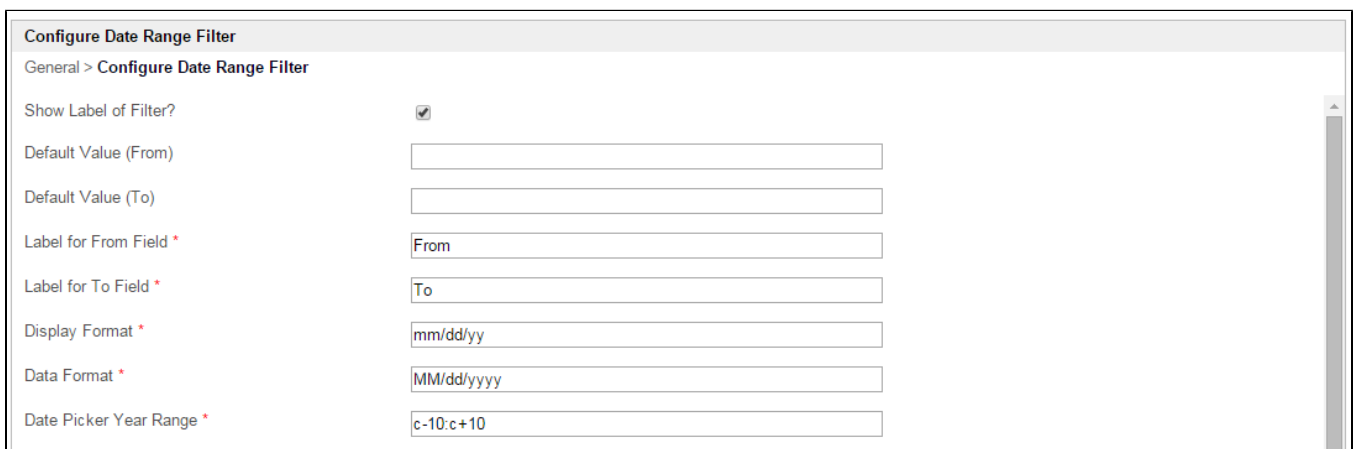 Configure Date Range Filter
General > Configure Date Range Filter
Show Label of Filter?
Default Value (From)
Default Value (To)
Label for From Field * From
Label for To Field * To
Display Format * mm/dd/yy
Data Format * MM/dd/yyyy
Date Picker Year Range * c-10:c+10